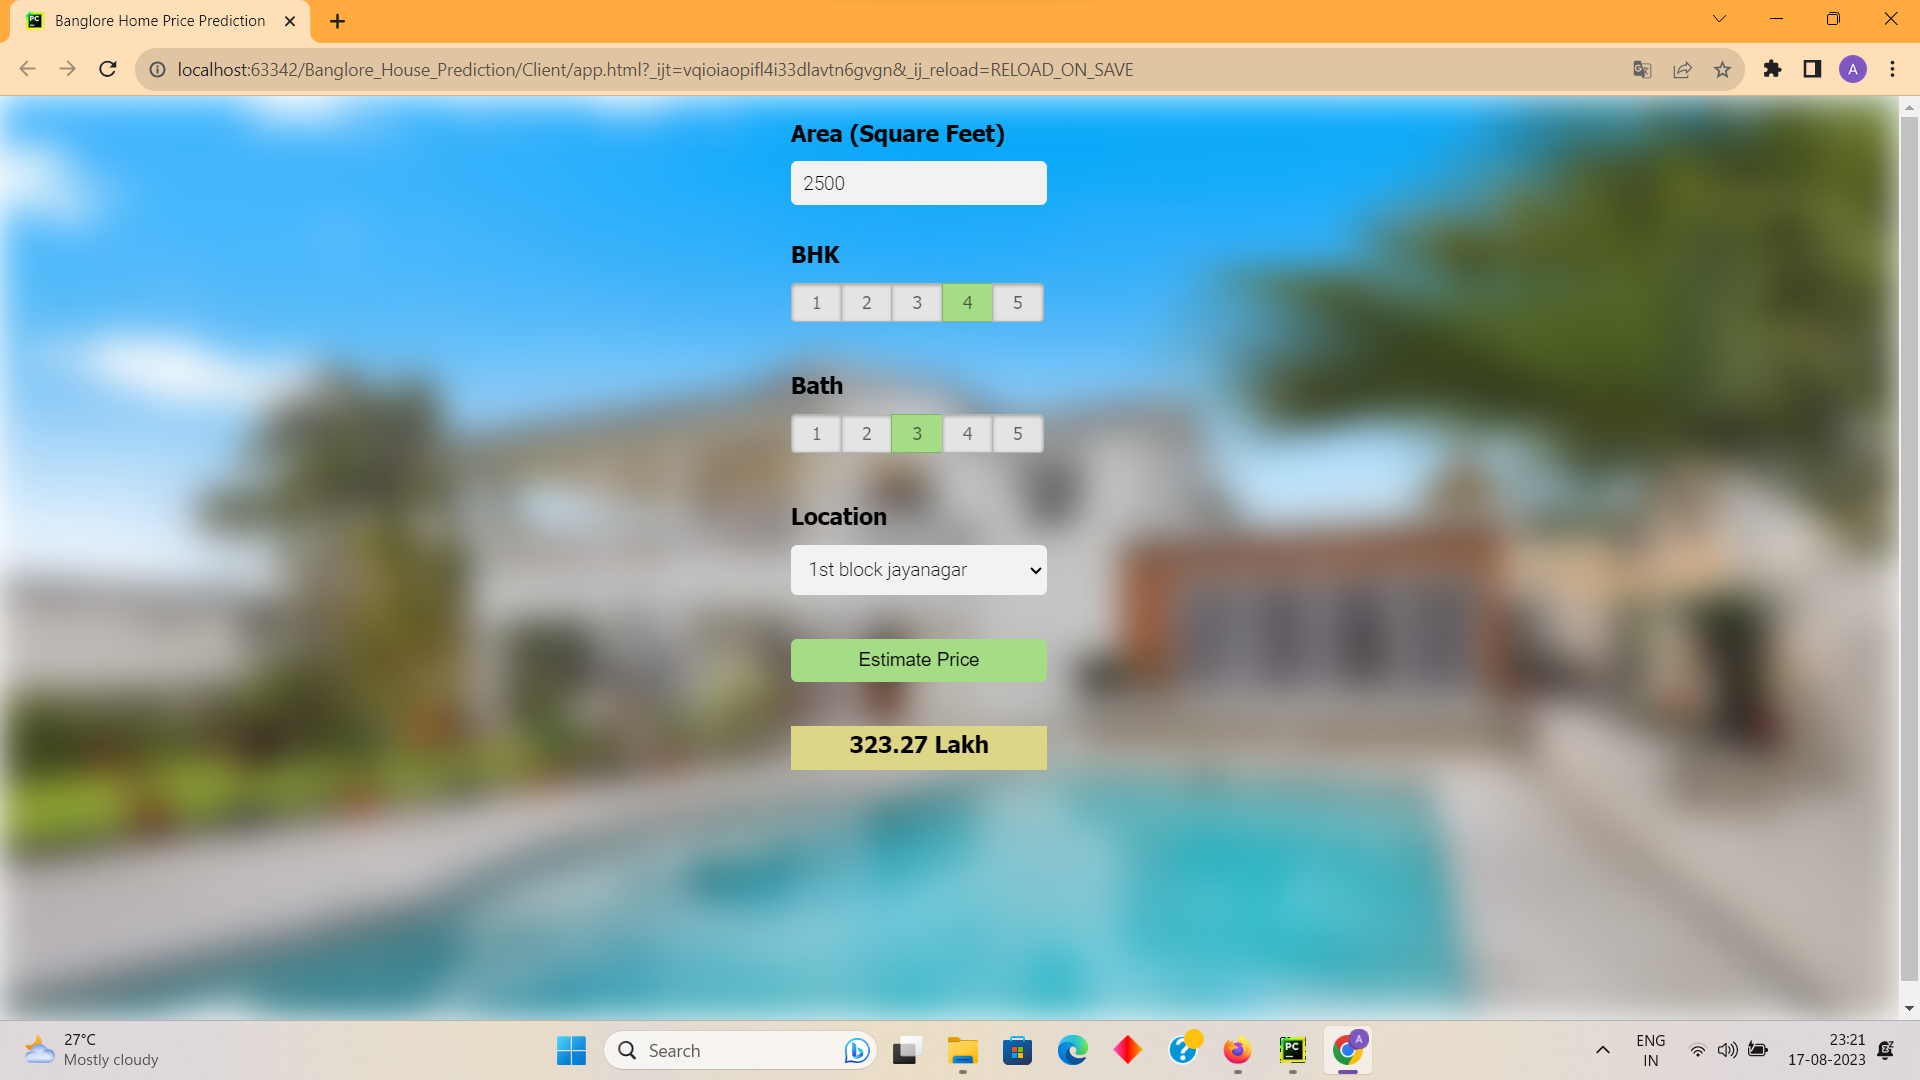 Banglore Home Price Prediction
localhost:63342/Banglore_House_Prediction/Client/app.html?_ijt=vqioiaopifl4i33dlavtn6gvgn&_ij_reload=RELOAD_ON_SAVE
A
Area (Square Feet)
2500
BHK
1 2 3 4 5
Bath
1 2 3 4 5
Location
1st block jayanagar
Estimate Price
323.27 Lakh
27°C
Mostly cloudy
Search
PC
A
ENG
IN
23:21
17-08-2023